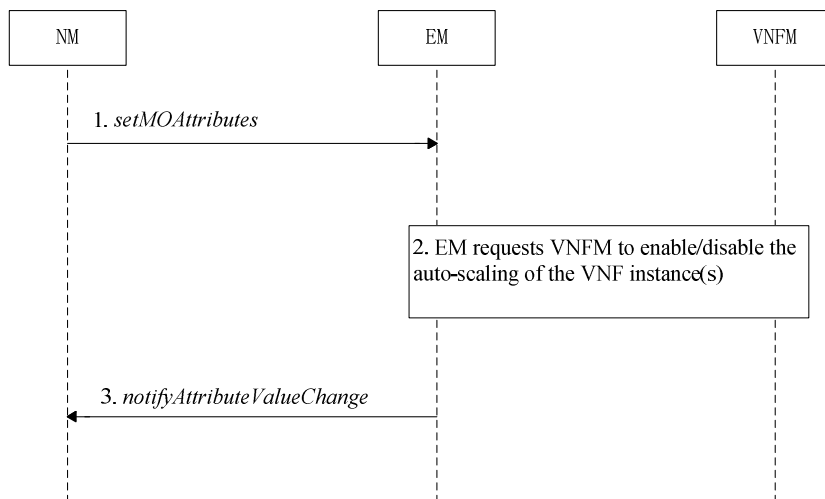 NM
EM
VNFM
1. setMOAttributes
2. EM requests VNFM to enable/disable the
auto-scaling of the VNF instance(s)
3. notifyAttributeValueChange